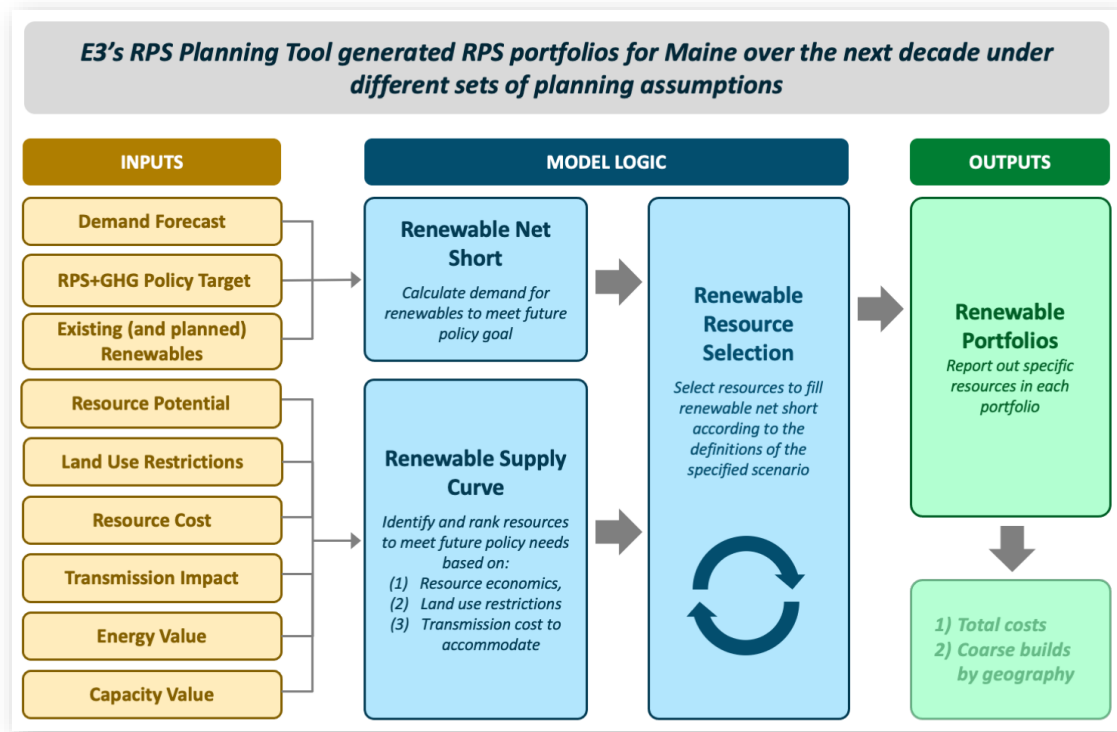 E3's RPS Planning Tool generated RPS portfolios for Maine over the next decade under
different sets of planning assumptions
INPUTS
Demand Forecast
RPS+GHG Policy Target
Existing (and planned)
Renewables
Resource Potential
Land Use Restrictions
Resource Cost
Transmission Impact
Energy Value
Capacity Value
MODEL LOGIC
Renewable Net
Short
Calculate demand for
renewables to meet future
policy goal
Renewable Supply
Curve
Identify and rank resources
to meet future policy needs
based on:
(1) Resource economics,
(2) Land use restrictions
(3) Transmission cost to
accommodate
Renewable
Resource
Selection
Select resources to fill
renewable net short
according to the
definitions of the
specified scenario
OUTPUTS
Renewable
Portfolios
Report out specific
resources in each
portfolio
1) Total costs
2) Coarse builds
by geography